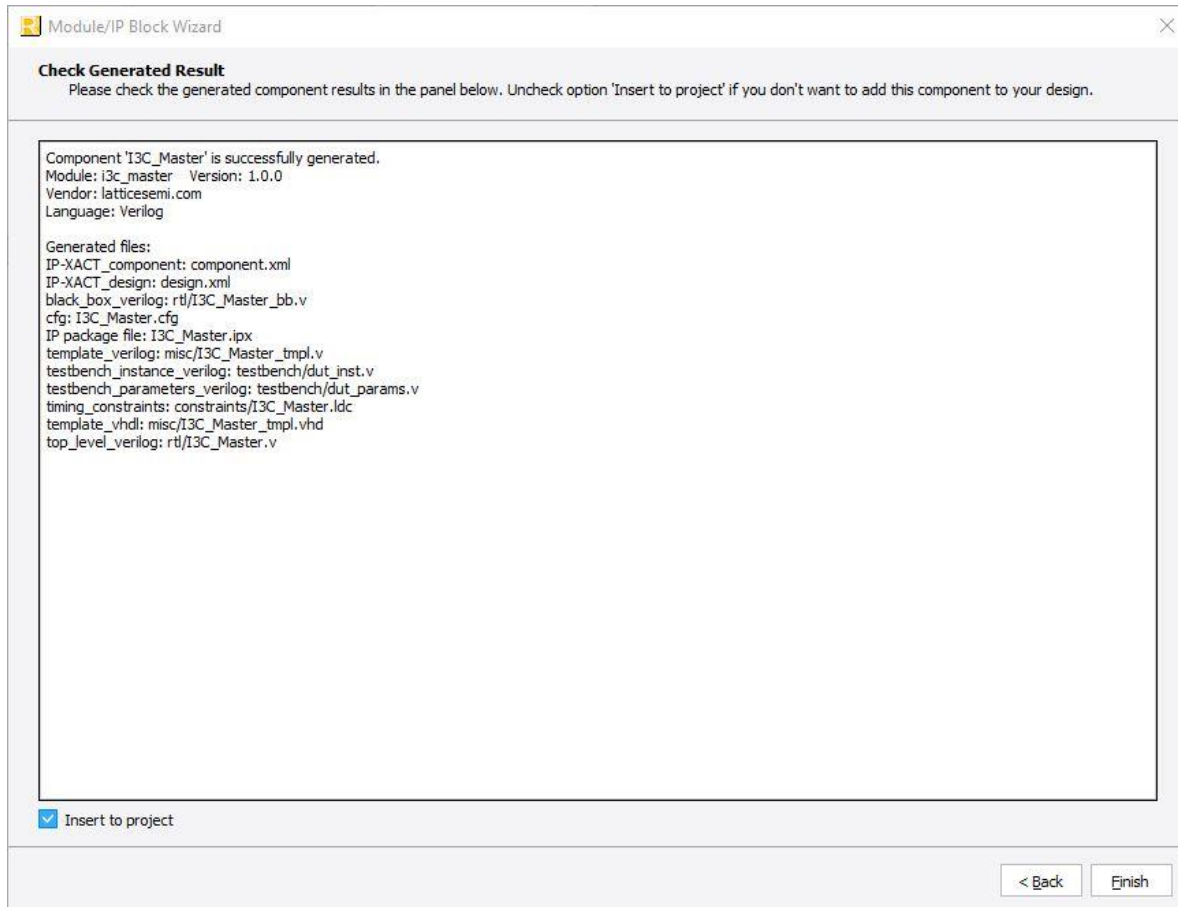 Module/IP Block Wizard
Check Generated Result
Please check the generated component results in the panel below. Uncheck option 'Insert to project' if you don't want to add this component to your design.
Component 'I3C_Master' is successfully generated.
Module: i3c_master    Version: 1.0.0
Vendor: latticesemi.com
Language: Verilog
Generated files:
IP-XACT_component: component.xml
IP-XACT_design: design.xml
black_box_verilog: rtl/I3C_Master_bb.v
cfg: I3C_Master.cfg
IP package file: I3C_Master.ipx
template_verilog: misc/I3C_Master_tmpl.v
testbench_instance_verilog: testbench/dut_inst.v
testbench_parameters_verilog: testbench/dut_params.v
timing_constraints: constraints/I3C_Master.ldc
template_vhdl: misc/I3C_Master_tmpl.vhd
top_level_verilog: rtl/I3C_Master.v
Insert to project
< Back
Finish